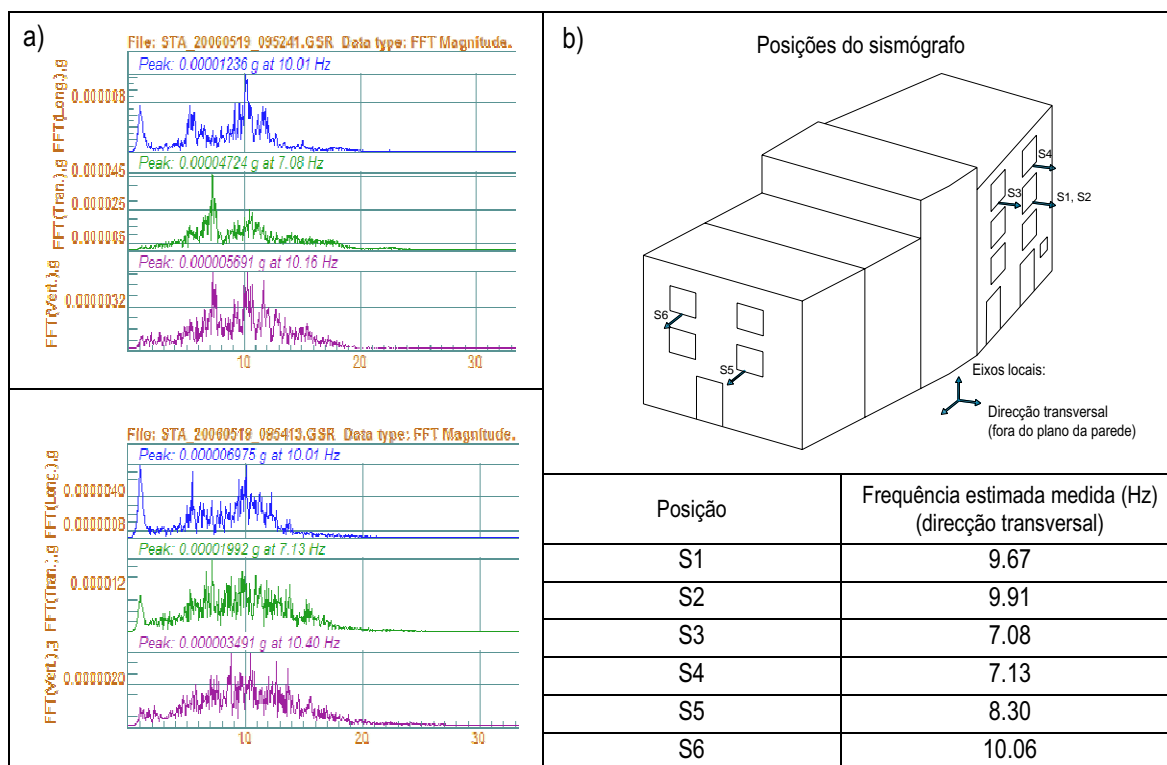 a)
File: STA_20060519_095241.GSR Data type: FFT Magnitude.
Peak: 0.00001236 g at 10.01 Hz
FFT(Long.),g
0.000008
Peak: 0.00004724 g at 7.08 Hz
FFT(Tran.),g
0.000045
0.000025
0.000005
Peak: 0.000005691 g at 10.16 Hz
FFT(Vert.),g
0.0000032
10 20 30
File: STA_20060519_095413.GSR Data type: FFT Magnitude.
Peak: 0.000006975 g at 10.01 Hz
FFT(Long.),g
0.0000040
0.0000008
Peak: 0.00001992 g at 7.13 Hz
FFT(Tran.),g
0.000012
Peak: 0.000003491 g at 10.40 Hz
FFT(Vert.),g
0.0000020
10 20 30
b)
Posições do sismógrafo
S4
S3
S1, S2
S6
S5
Eixos locais:
Direcção transversal
(fora do plano da parede)
Posição
Frequência estimada medida (Hz)
(direcção transversal)
S1 9.67
S2 9.91
S3 7.08
S4 7.13
S5 8.30
S6 10.06